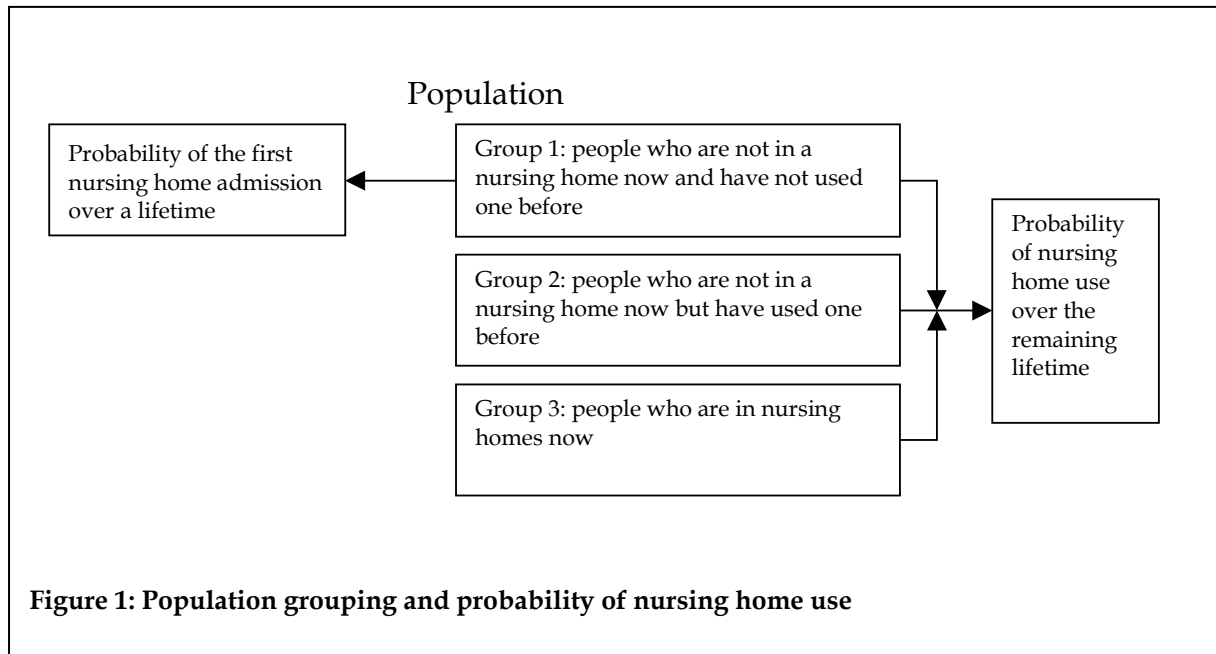 Population
Probability of the first
nursing home admission
over a lifetime
Group 1: people who are not in a
nursing home now and have not used
one before
Group 2: people who are not in a
nursing home now but have used one
before
Group 3: people who are in nursing
homes now
Probability
of nursing
home use
over the
remaining
lifetime
Figure 1: Population grouping and probability of nursing home use